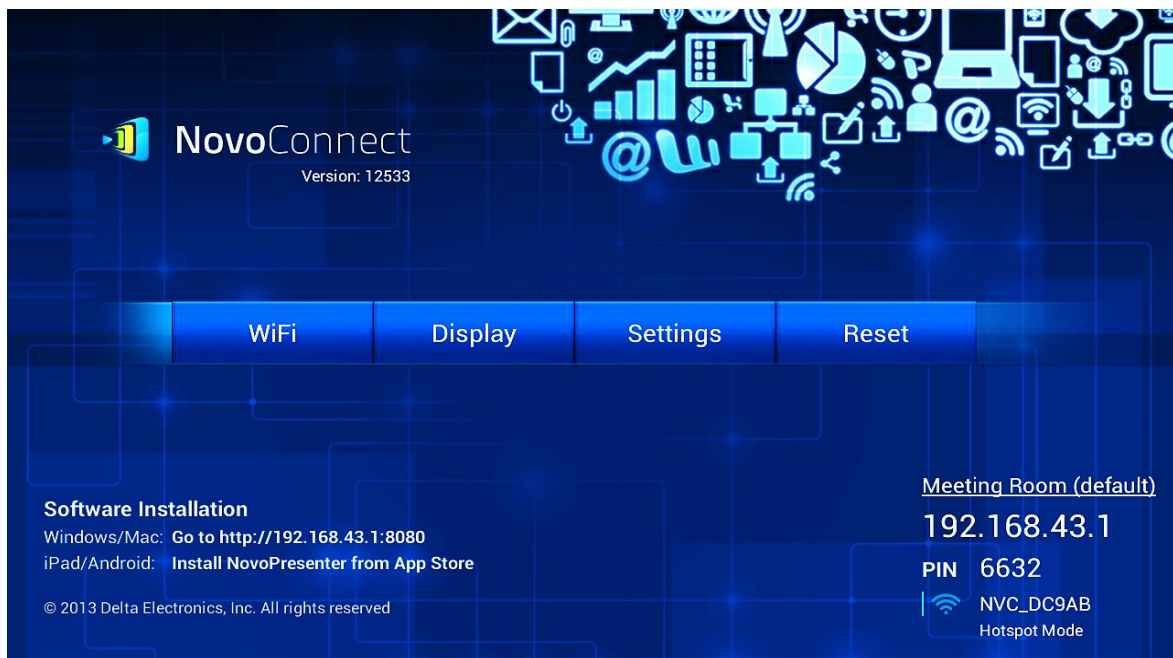 NovoConnect
Version: 12533
WiFi Display Settings Reset
Software Installation
Windows/Mac: Go to http://192.168.43.1:8080
iPad/Android: Install NovoPresenter from App Store
© 2013 Delta Electronics, Inc. All rights reserved
Meeting Room (default)
192.168.43.1
PIN 6632
NVC_DC9AB
Hotspot Mode